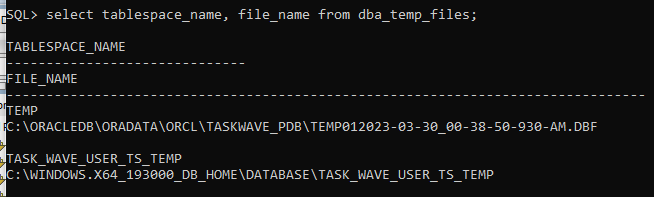 SQL> select tablespace_name, file_name from dba_temp_files;
TABLESPACE_NAME
------------------------------
FILE_NAME
--------------------------------------------------------------------------------
TEMP
C:\ORACLEDB\ORADATA\ORCL\TASKWAVE_PDB\TEMP012023-03-30_00-38-50-930-AM.DBF
TASK_WAVE_USER_TS_TEMP
C:\WINDOWS.X64_193000_DB_HOME\DATABASE\TASK_WAVE_USER_TS_TEMP